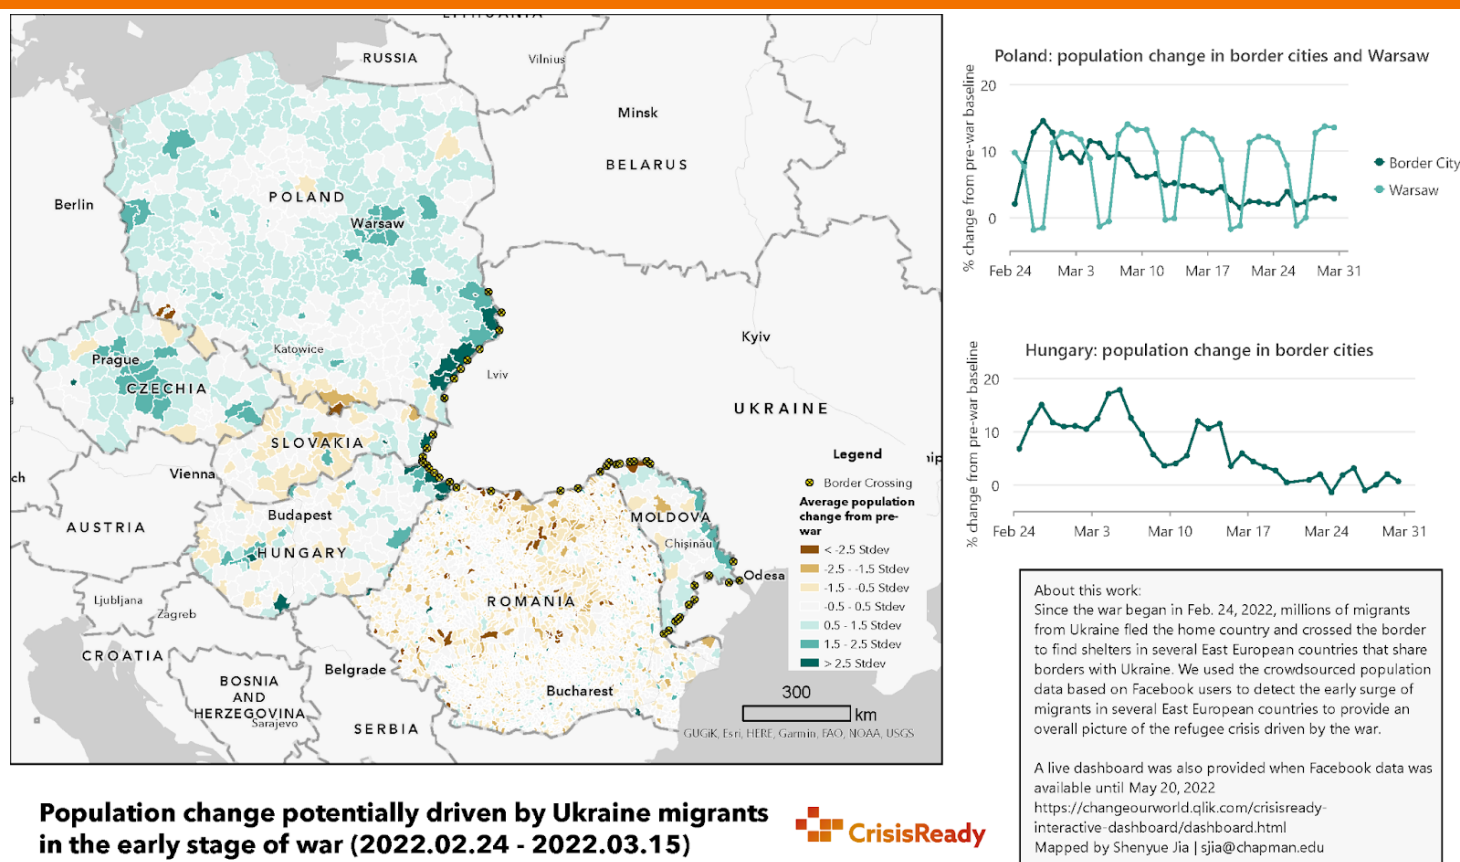 LITHUANIA
RUSSIA
Vilnius
Minsk
BELARUS
Berlin
POLAND
Warsaw
Katowice
Prague
CZECHIA
Lviv
Kyiv
UKRAINE
SLOVAKIA
Vienna
AUSTRIA
Budapest
HUNGARY
MOLDOVA
Chișinău
Odesa
ROMANIA
Ljubljana
Zagreb
CROATIA
BOSNIA
AND
HERZEGOVINA
Sarajevo
Belgrade
SERBIA
Bucharest
ch
nip
Legend
Border Crossing
Average population
change from pre-
war
< -2.5 Stdev
-2.5 - -1.5 Stdev
-1.5 - -0.5 Stdev
-0.5 - 0.5 Stdev
0.5 - 1.5 Stdev
1.5 - 2.5 Stdev
> 2.5 Stdev
300
km
GUGiK, Esri, HERE, Garmin, FAO, NOAA, USGS
Population change potentially driven by Ukraine migrants
in the early stage of war (2022.02.24 - 2022.03.15)
CrisisReady
Poland: population change in border cities and Warsaw
% change from pre-war baseline
20
10
0
Feb 24 Mar 3 Mar 10 Mar 17 Mar 24 Mar 31
Border City
Warsaw
Hungary: population change in border cities
% change from pre-war baseline
20
10
0
Feb 24 Mar 3 Mar 10 Mar 17 Mar 24 Mar 31
About this work:
Since the war began in Feb. 24, 2022, millions of migrants
from Ukraine fled the home country and crossed the border
to find shelters in several East European countries that share
borders with Ukraine. We used the crowdsourced population
data based on Facebook users to detect the early surge of
migrants in several East European countries to provide an
overall picture of the refugee crisis driven by the war.
A live dashboard was also provided when Facebook data was
available until May 20, 2022
https://changeourworld.qlik.com/crisisready-
interactive-dashboard/dashboard.html
Mapped by Shenyue Jia | sjia@chapman.edu